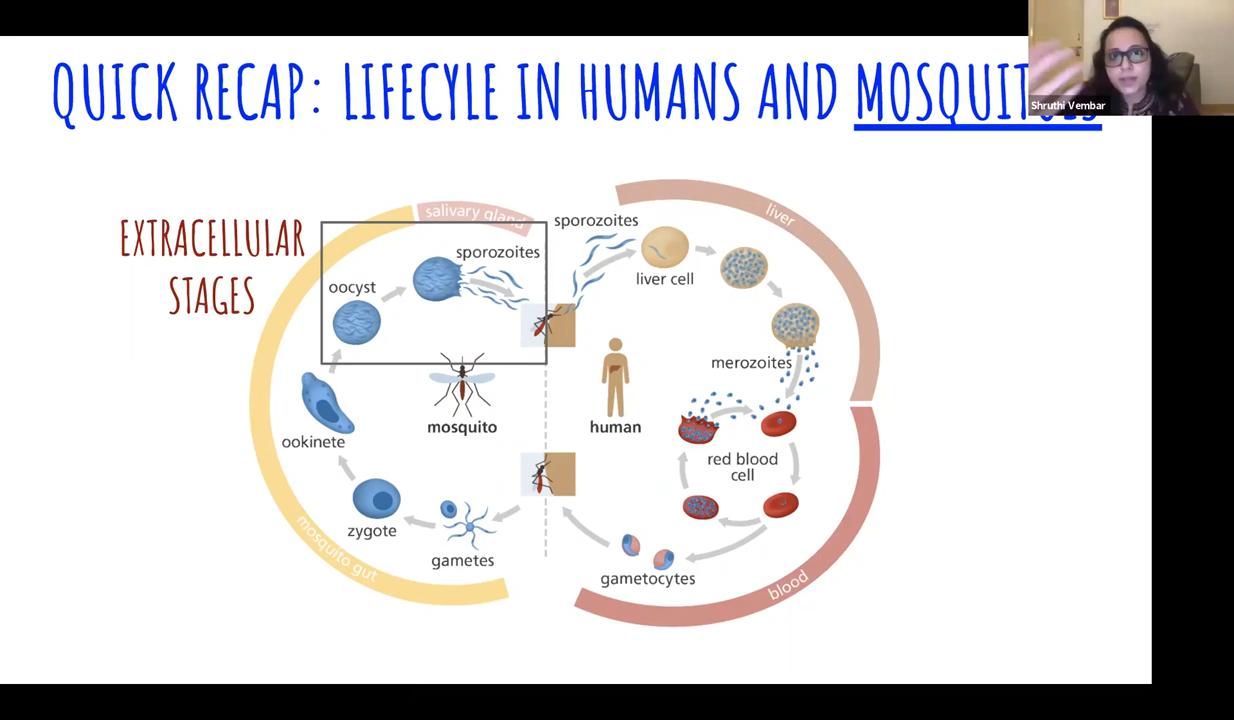 QUICK RECAP: LIFECYLE IN HUMANS AND
Shruthi Vembar
EXTRACELLULAR
STAGES
salivary gland
sporozoites
liver
sporozoites
oocyst
liver cell
merozoites
mosquito
human
ookinete
red blood
cell
zygote
gametes
mosquito gut
gametocytes
blood